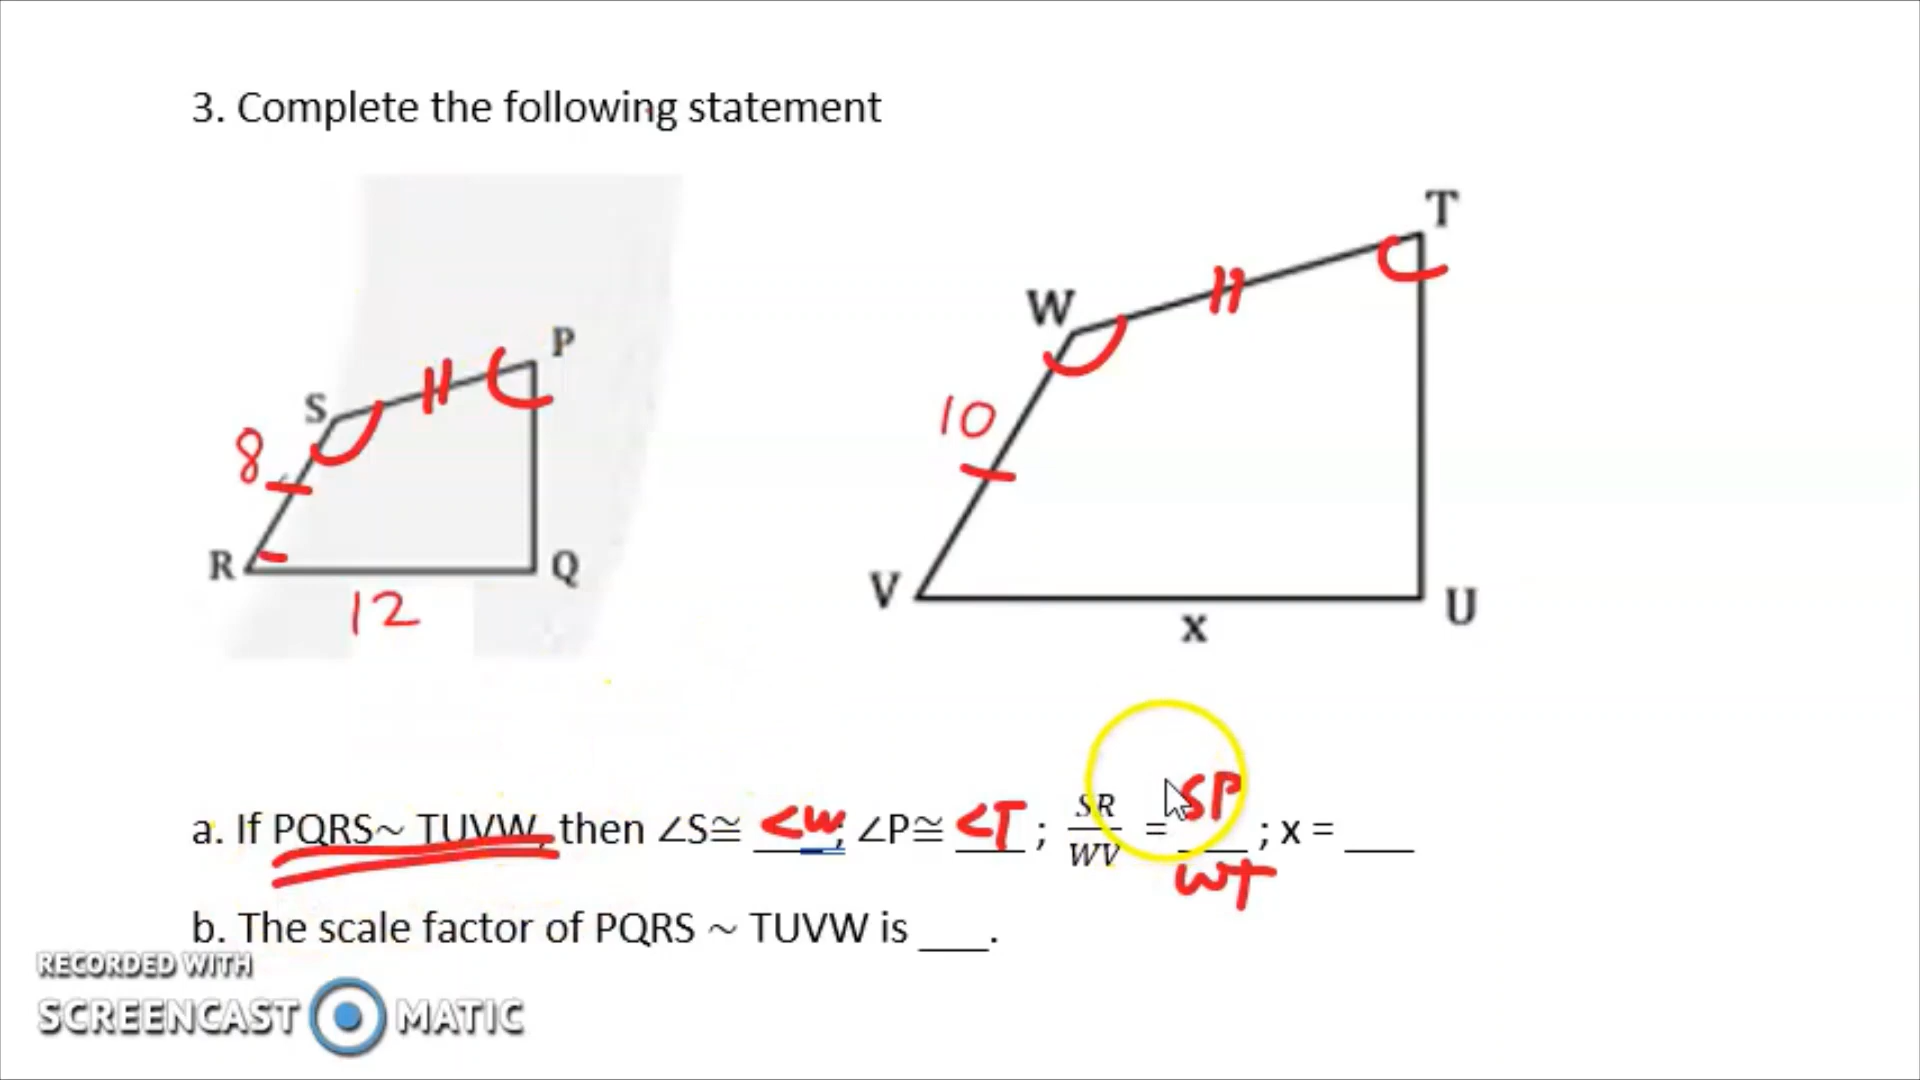 3. Complete the following statement
T
W
P
S
8
10
R
Q
12
V
U
x
a. If PQRS~ TUVW, then ∠S≅ <W; ∠P≅ <T ; SR/WV = SP/WT ; x = ___
b. The scale factor of PQRS ~ TUVW is ___.
RECORDED WITH
SCREENCAST MATIC